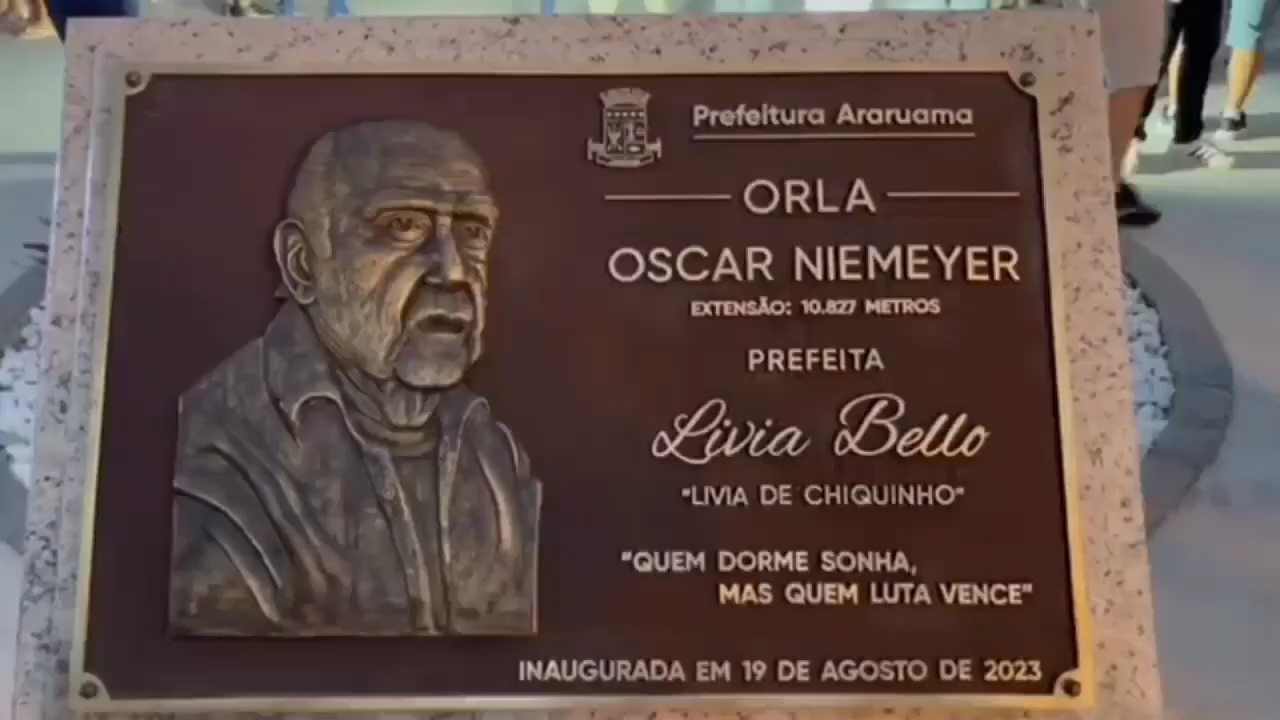 Prefeitura Araruama
ORLA
OSCAR NIEMEYER
EXTENSÃO: 10.827 METROS
PREFEITA
Livia Bello
"LIVIA DE CHIQUINHO"
"QUEM DORME SONHA,
MAS QUEM LUTA VENCE"
INAUGURADA EM 19 DE AGOSTO DE 2023